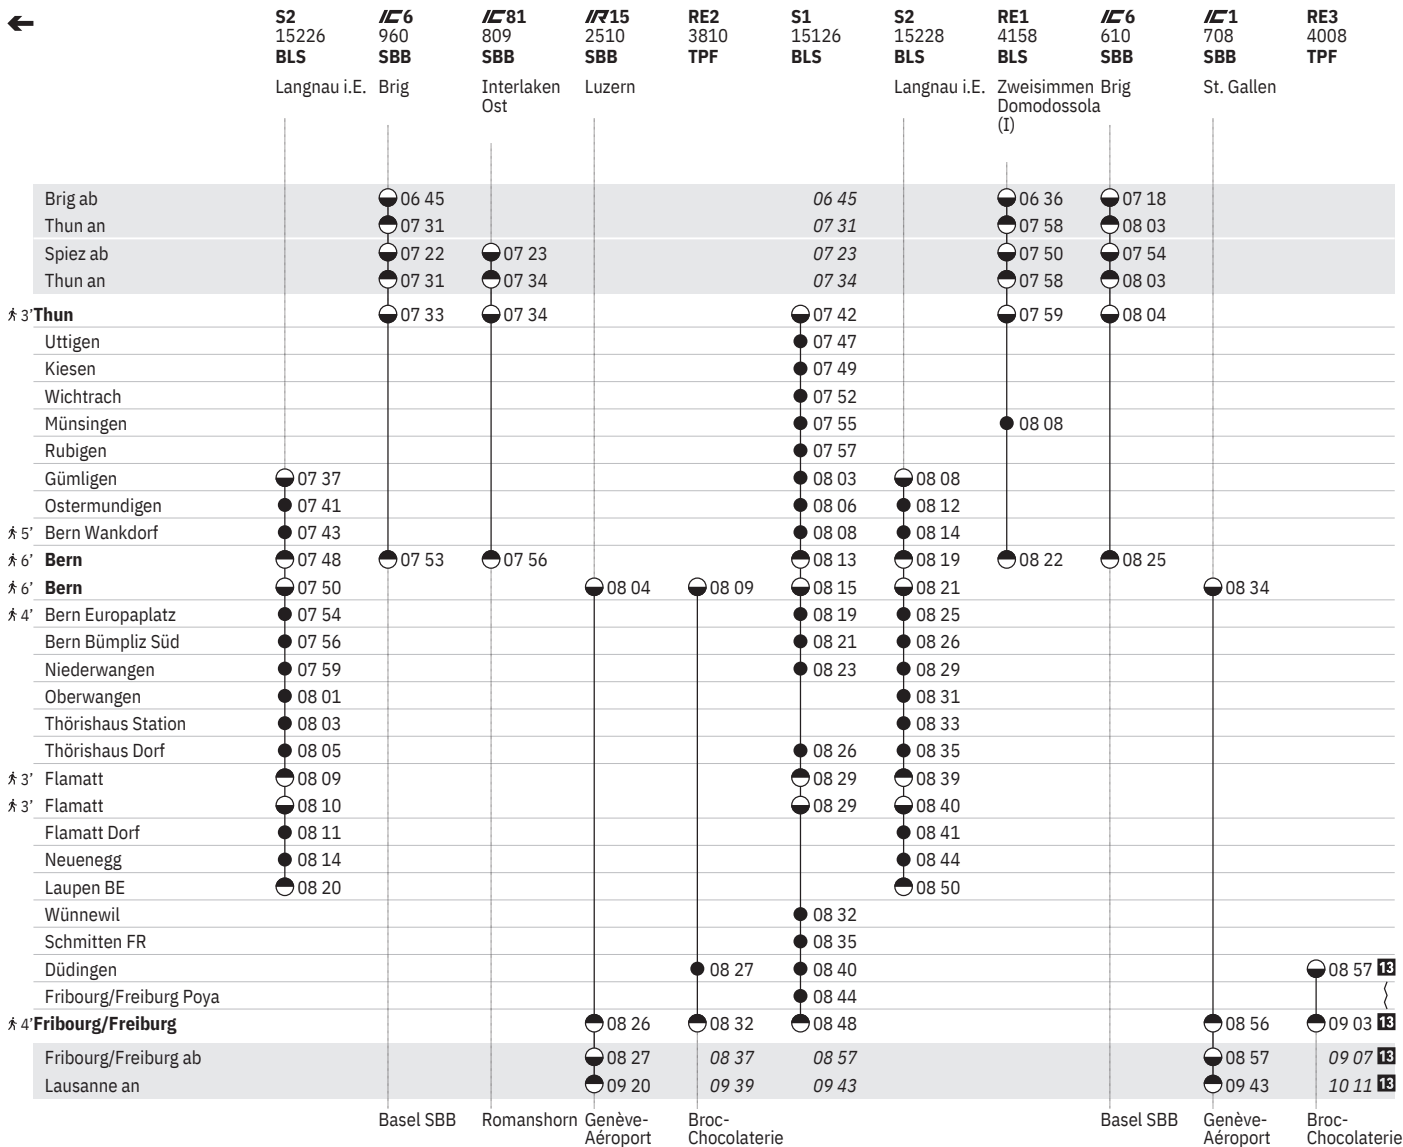 S2 IC6 IC81 IR15 RE2 S1 S2 RE1 IC6 IC1 RE3
15226 960 809 2510 3810 15126 15228 4158 610 708 4008
BLS SBB SBB SBB TPF BLS BLS BLS SBB SBB TPF
Langnau i.E. Brig Interlaken Luzern Langnau i.E. Zweisimmen Brig St. Gallen
Ost Domodossola
(I)
Brig ab 06 45 06 45 06 36 07 18
Thun an 07 31 07 31 07 58 08 03
Spiez ab 07 22 07 23 07 23 07 50 07 54
Thun an 07 31 07 34 07 34 07 58 08 03
3' Thun 07 33 07 34 07 42 07 59 08 04
Uttigen 07 47
Kiesen 07 49
Wichtrach 07 52
Münsingen 07 55 08 08
Rubigen 07 57
Gümligen 07 37 08 03 08 08
Ostermundigen 07 41 08 06 08 12
5' Bern Wankdorf 07 43 08 08 08 14
6' Bern 07 48 07 53 07 56 08 13 08 19 08 22 08 25
6' Bern 07 50 08 04 08 09 08 15 08 21 08 34
4' Bern Europaplatz 07 54 08 19 08 25
Bern Bümpliz Süd 07 56 08 21 08 26
Niederwangen 07 59 08 23 08 29
Oberwangen 08 01 08 31
Thörishaus Station 08 03 08 33
Thörishaus Dorf 08 05 08 26 08 35
3' Flamatt 08 09 08 29 08 39
3' Flamatt 08 10 08 29 08 40
Flamatt Dorf 08 11 08 41
Neuenegg 08 14 08 44
Laupen BE 08 20 08 50
Wünnewil 08 32
Schmitten FR 08 35
Düdingen 08 27 08 40 08 57 13
Fribourg/Freiburg Poya 08 44
4' Fribourg/Freiburg 08 26 08 32 08 48 08 56 09 03 13
Fribourg/Freiburg ab 08 27 08 37 08 57 08 57 09 07 13
Lausanne an 09 20 09 39 09 43 09 43 10 11 13
Basel SBB Romanshorn Genève- Broc- Basel SBB Genève- Broc-
Aéroport Chocolaterie Aéroport Chocolaterie